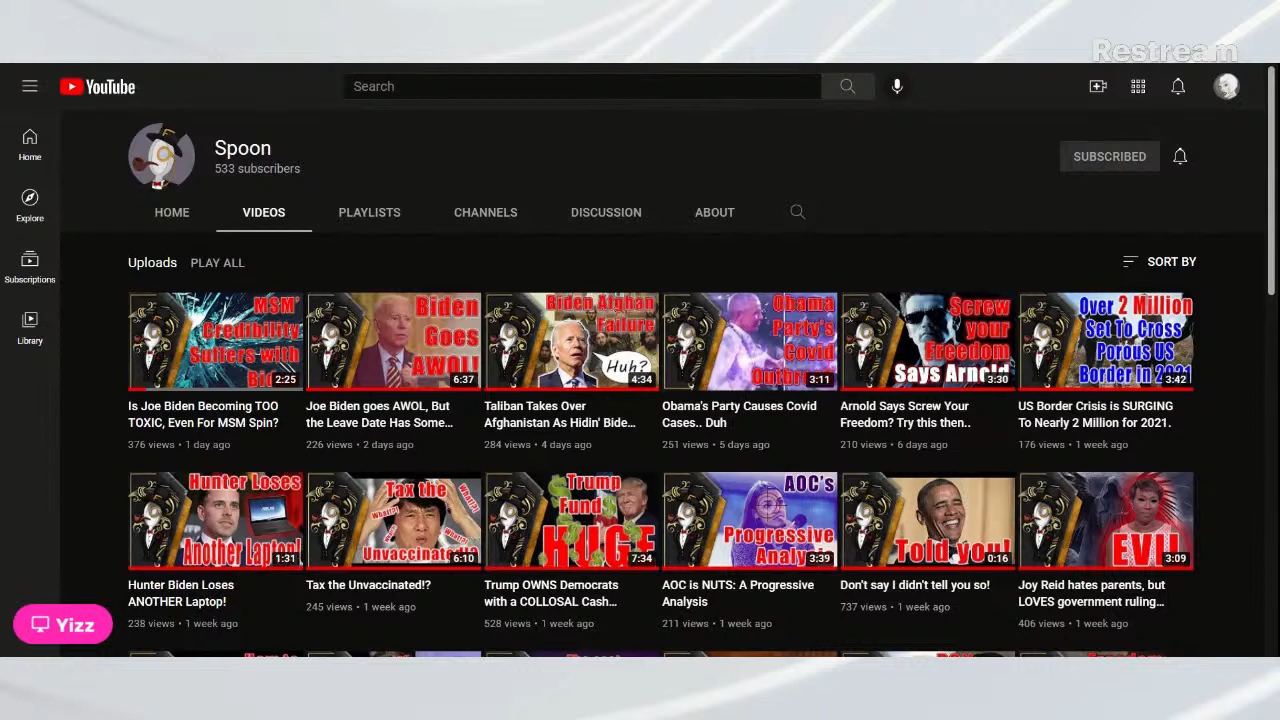 Restream
YouTube
Search
Home
Explore
Subscriptions
Library
Spoon
533 subscribers
SUBSCRIBED
HOME VIDEOS PLAYLISTS CHANNELS DISCUSSION ABOUT
Uploads PLAY ALL SORT BY
MSM'
Credibility
Suffers with
2:25
Biden
Goes
AWOL!
6:37
Biden Afghan
Failure
Huh?
4:34
Obama
Party's
Covid
3:11
Screw
your
Freedom
Says Arnold
3:30
Over 2 Million
Set To Cross
Porous US
Border in 2021
3:42
Is Joe Biden Becoming TOO
TOXIC, Even For MSM Spin?
376 views • 1 day ago
Joe Biden goes AWOL, But
the Leave Date Has Some...
226 views • 2 days ago
Taliban Takes Over
Afghanistan As Hidin' Bide...
284 views • 4 days ago
Obama's Party Causes Covid
Cases.. Duh
251 views • 5 days ago
Arnold Says Screw Your
Freedom? Try this then..
210 views • 6 days ago
US Border Crisis is SURGING
To Nearly 2 Million for 2021.
176 views • 1 week ago
Hunter Loses
Another Laptop!
1:31
Tax the
What!?!
What!?!
What!?!
Unvaccinated
6:10
Trump
Fund
HUGE
7:34
AOC's
Progressive
Analy
3:39
Told you!
0:16
EVIL
3:09
Hunter Biden Loses
ANOTHER Laptop!
238 views • 1 week ago
Tax the Unvaccinated!?
245 views • 1 week ago
Trump OWNS Democrats
with a COLLOSAL Cash...
528 views • 1 week ago
AOC is NUTS: A Progressive
Analysis
211 views • 1 week ago
Don't say I didn't tell you so!
737 views • 1 week ago
Joy Reid hates parents, but
LOVES government ruling...
406 views • 1 week ago
Yizz